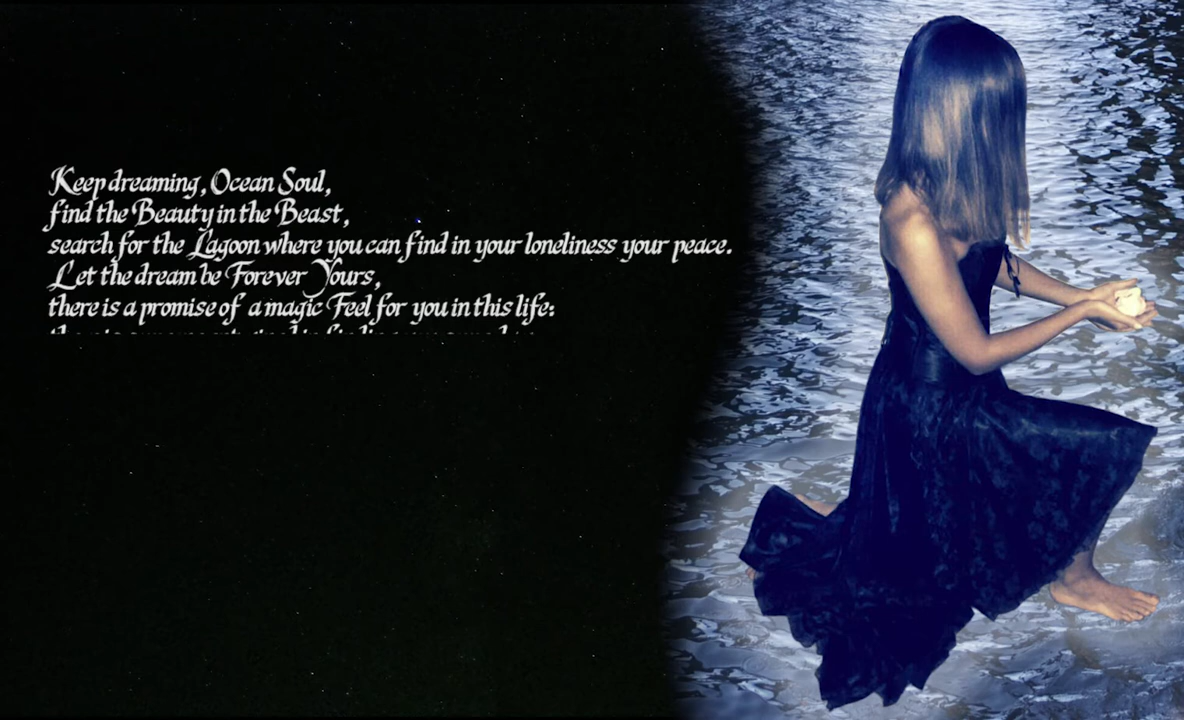 Keep dreaming, Ocean Soul,
find the Beauty in the Beast,
search for the Lagoon where you can find in your loneliness your peace.
Let the dream be Forever Yours,
there is a promise of a magic Feel for you in this life: